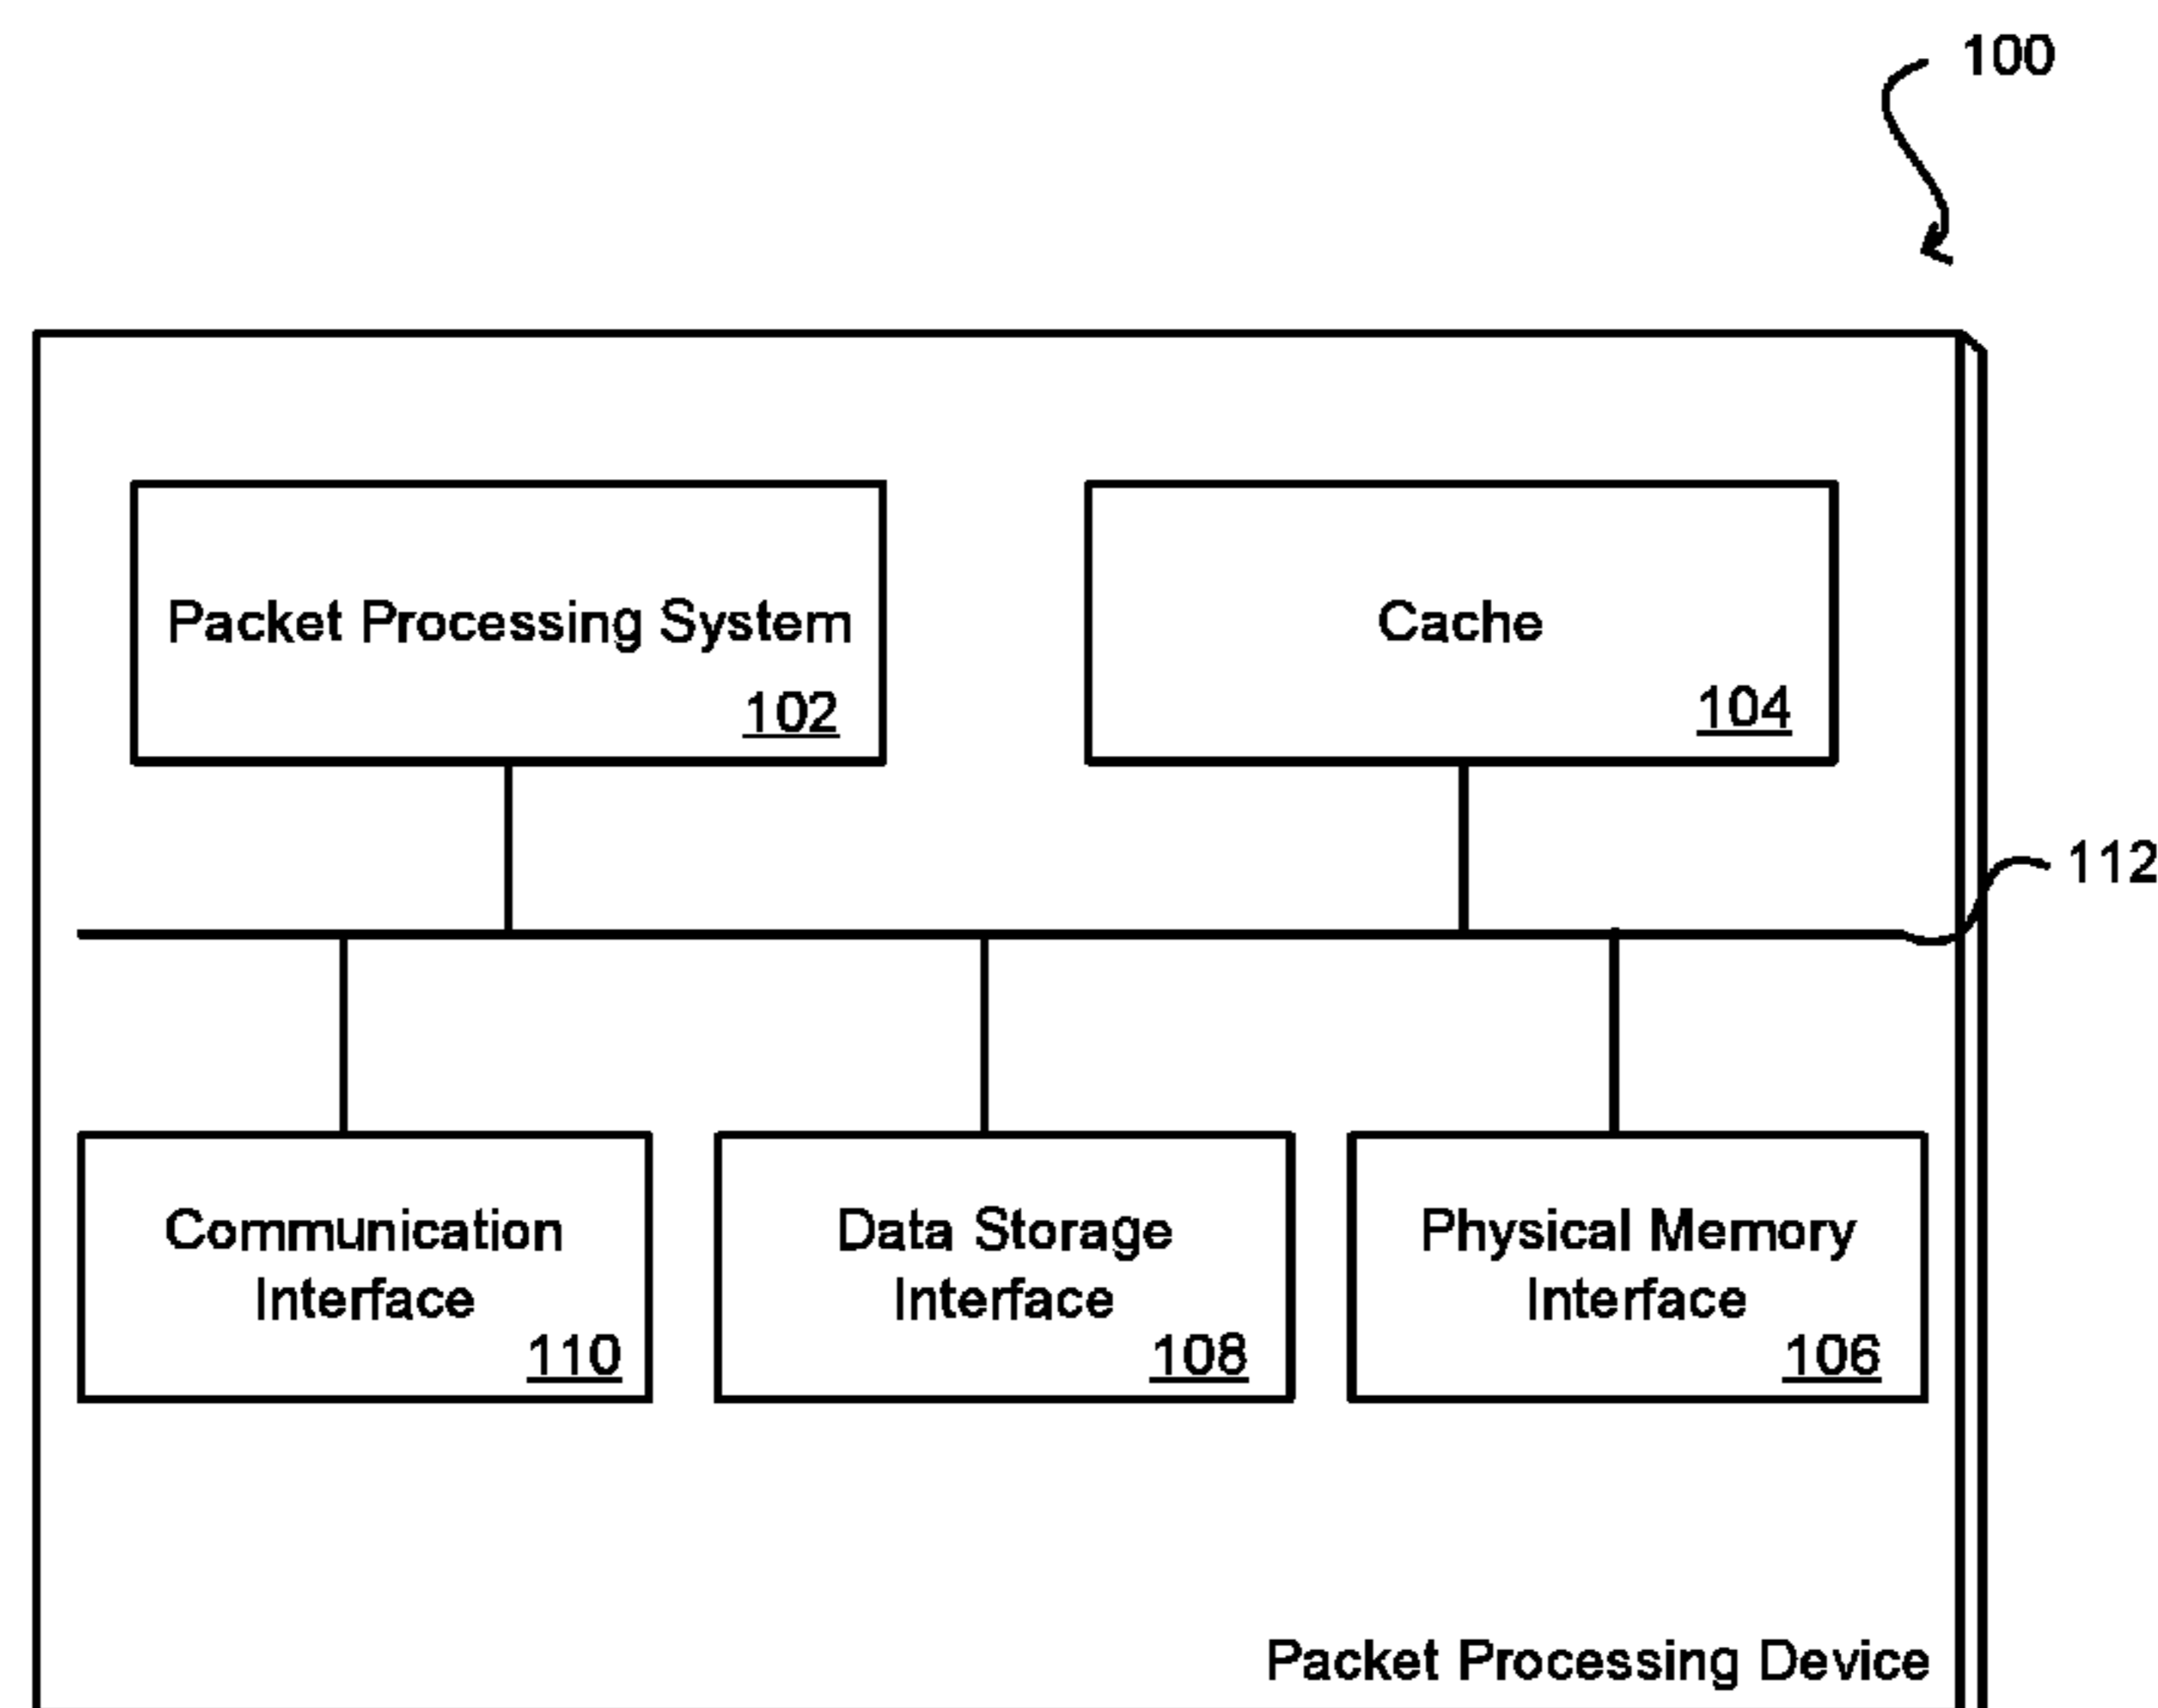 100
Packet Processing System
102
Cache
104
112
Communication
Interface
110
Data Storage
Interface
108
Physical Memory
Interface
106
Packet Processing Device